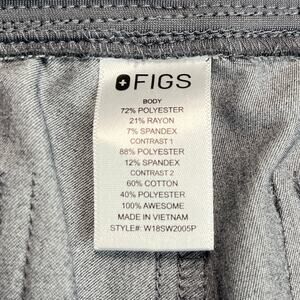 FIGS
BODY
72% POLYESTER
21% RAYON
7% SPANDEX
CONTRAST 1
88% POLYESTER
12% SPANDEX
CONTRAST 2
60% COTTON
40% POLYESTER
100% AWESOME
MADE IN VIETNAM
STYLE#: W18SW2005P